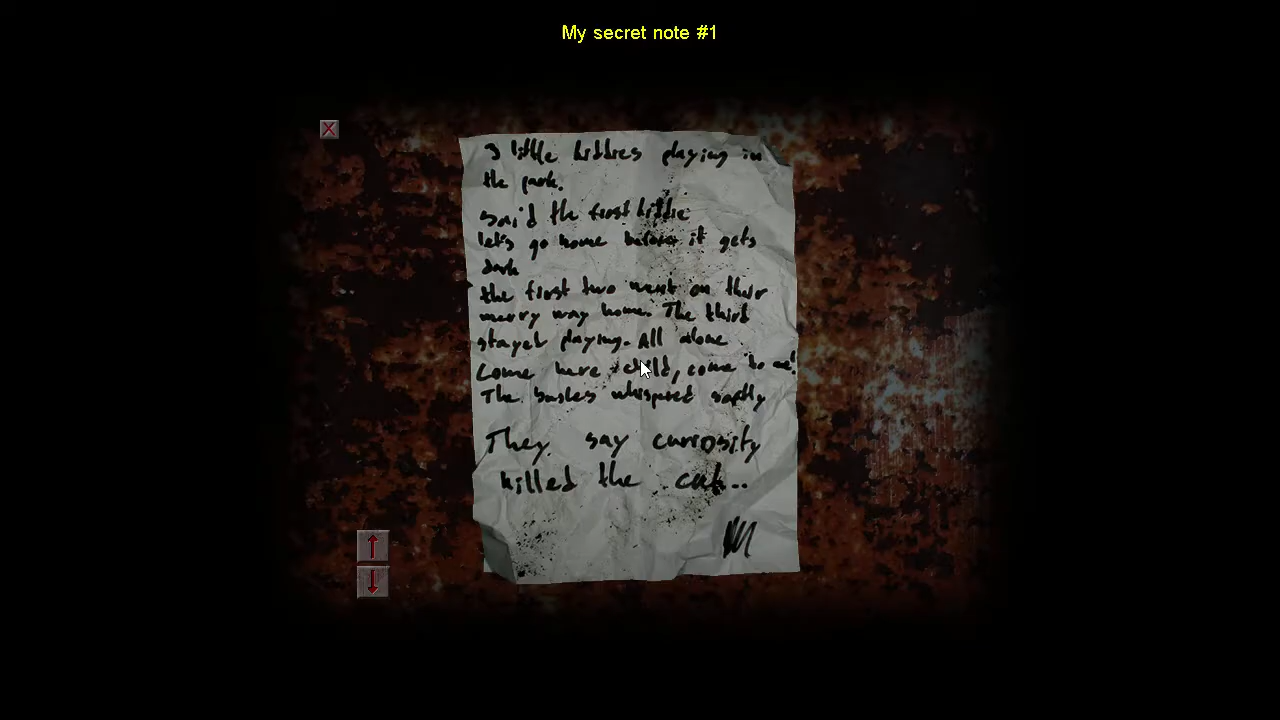 My secret note #1
3 little kiddies playing in
the park.
said the first kiddie
let's go home before it gets
dark
the first two went on their
merry way home. The third
stayed playing. All alone
Come here child, come to me!
The bushes whispered softly
They say curiosity
killed the cat..